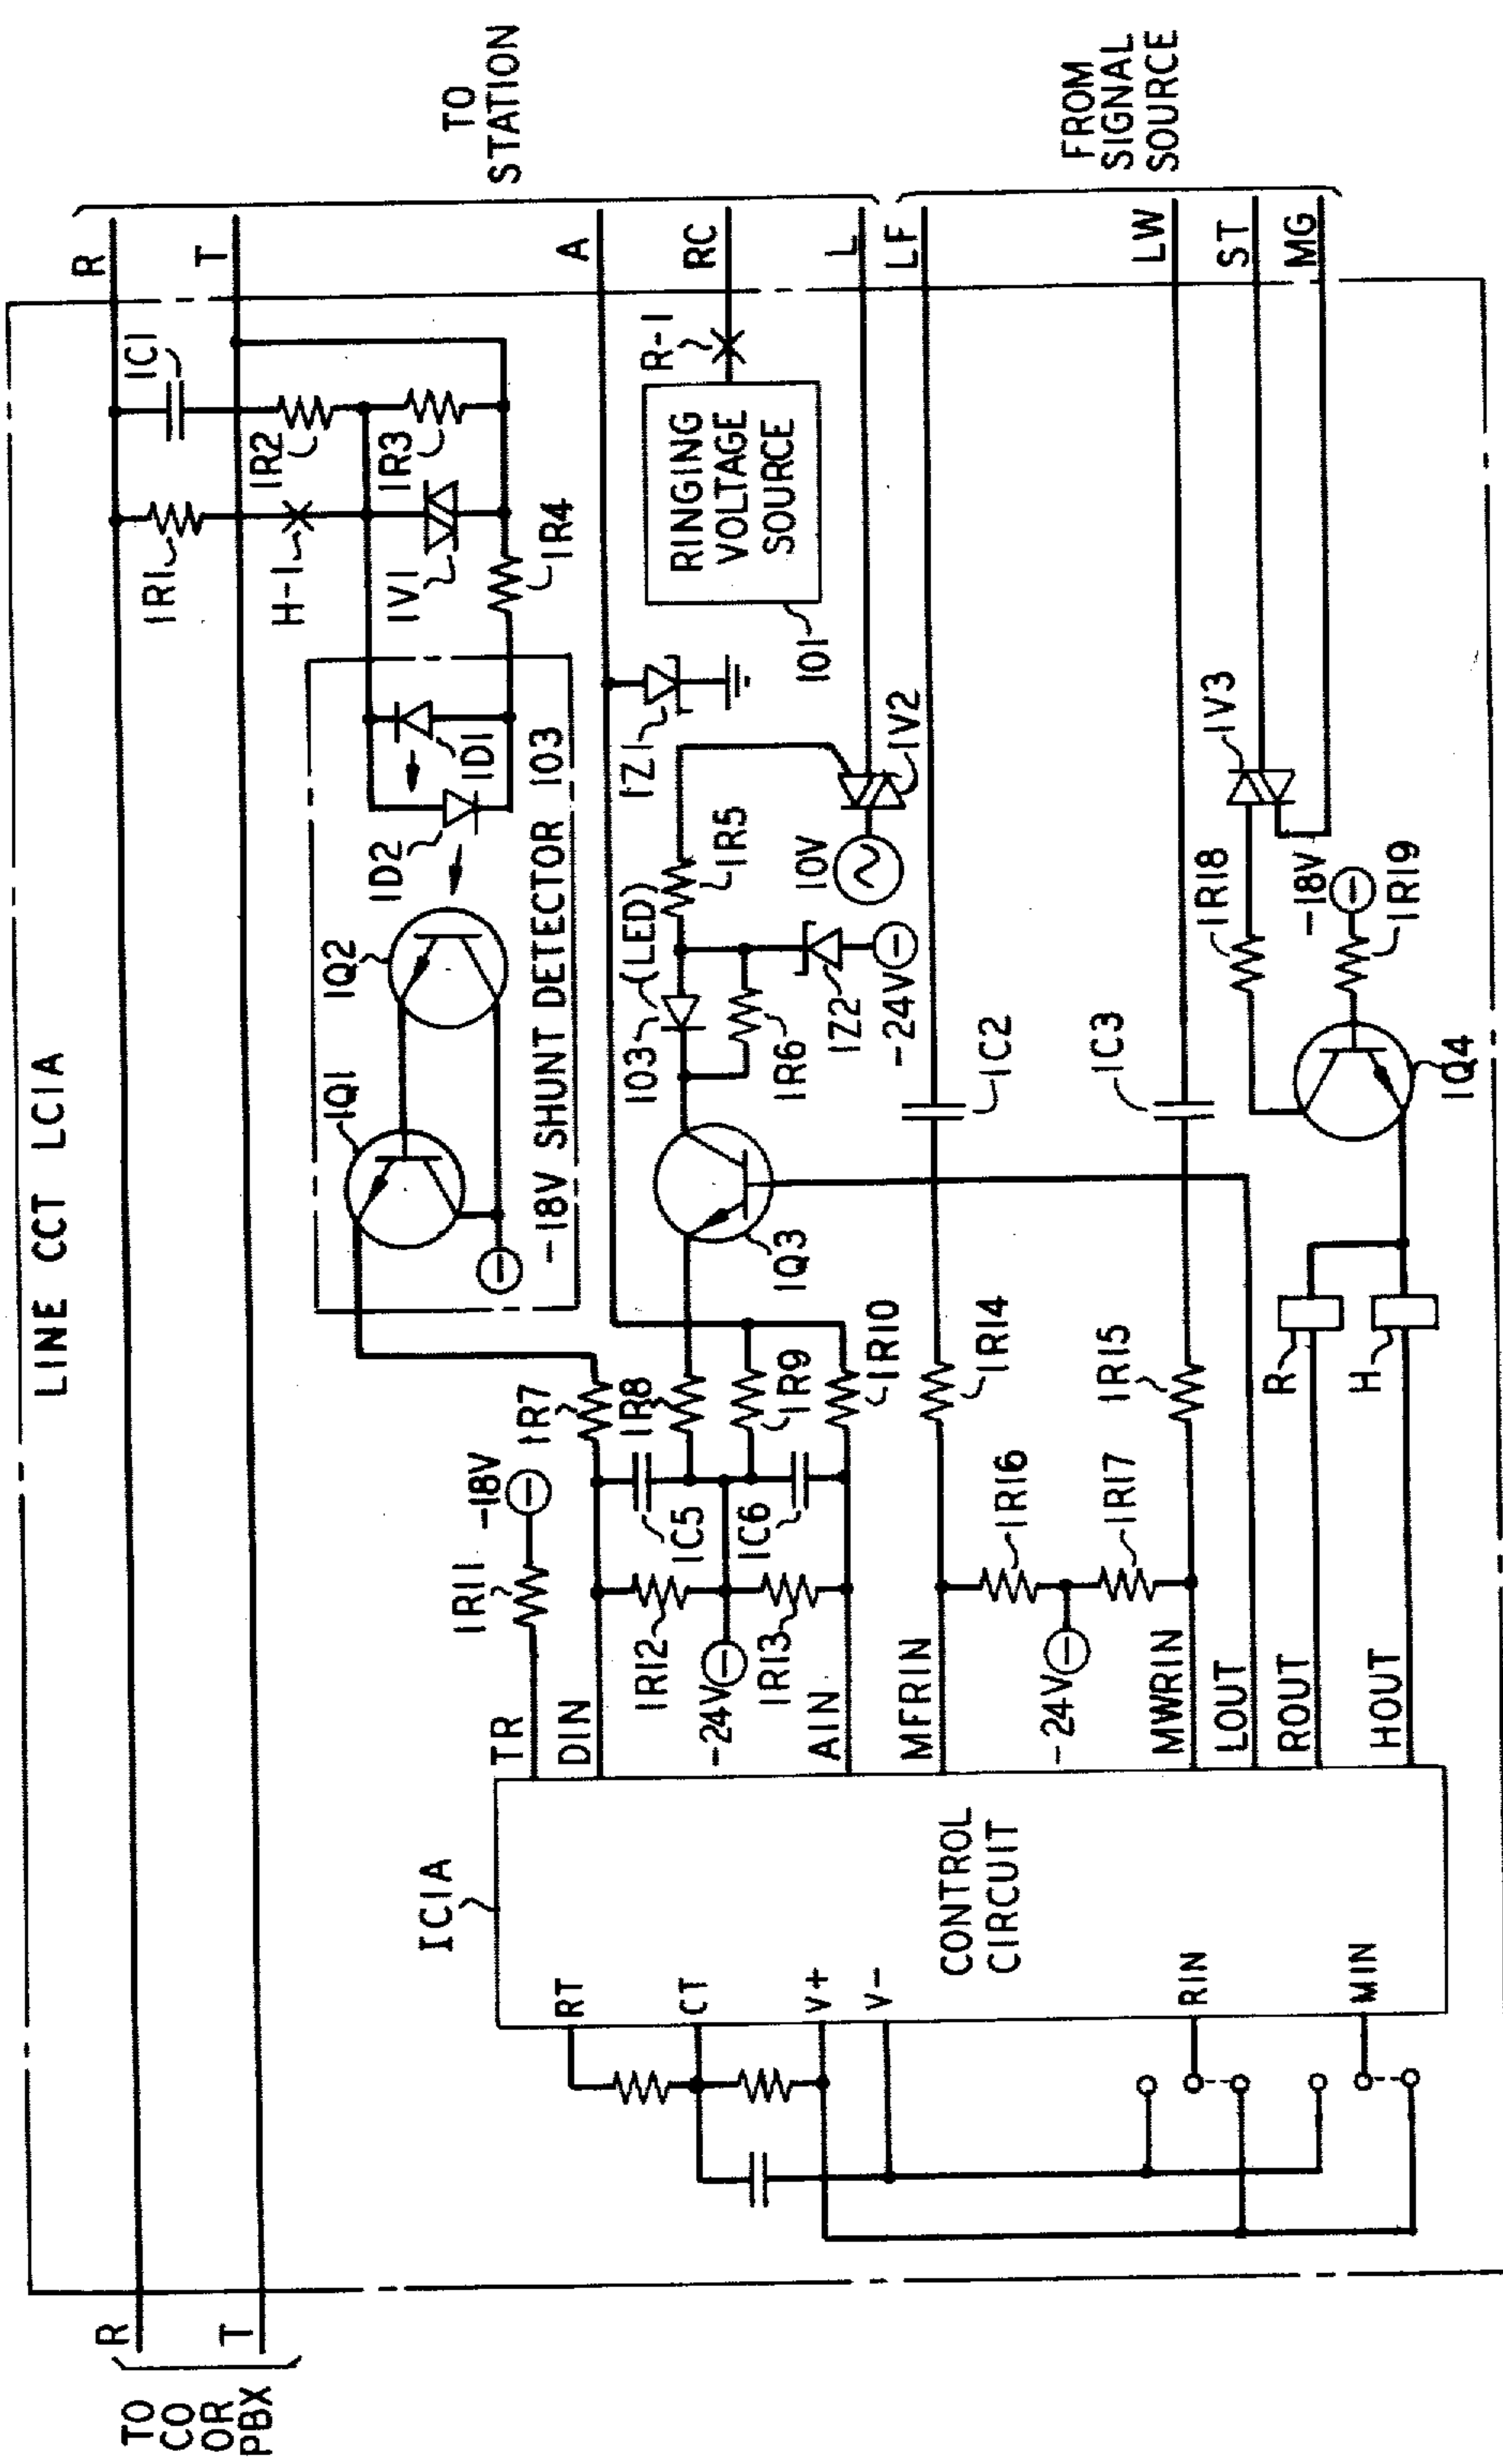 LINE CCT LC1A
TO
CO
OR
PBX
R
T
R
T
TO
STATION
A
RC
L
LF
LW
ST
MG
FROM
SIGNAL
SOURCE
1R1
1C1
1R2
H-1
1R3
1V1
1R4
1Q1
1Q2
1D2
1D1
-18V SHUNT DETECTOR 103
1Z1
R-1
RINGING
VOLTAGE
SOURCE
101
1R11
-18V
1R7
1R8
1R9
1R10
1C5
1C6
1R12
-24V
1R13
1Q3
103
(LED)
1R5
1R6
1Z2
-24V
10V
1V2
1C2
1R14
1C3
1R15
1R16
-24V
1R17
1R18
1V3
-18V
1R19
1Q4
R
H
IC1A
TR
DIN
AIN
MFRIN
MWRIN
LOUT
ROUT
HOUT
RT
CT
V+
V-
RIN
MIN
CONTROL
CIRCUIT